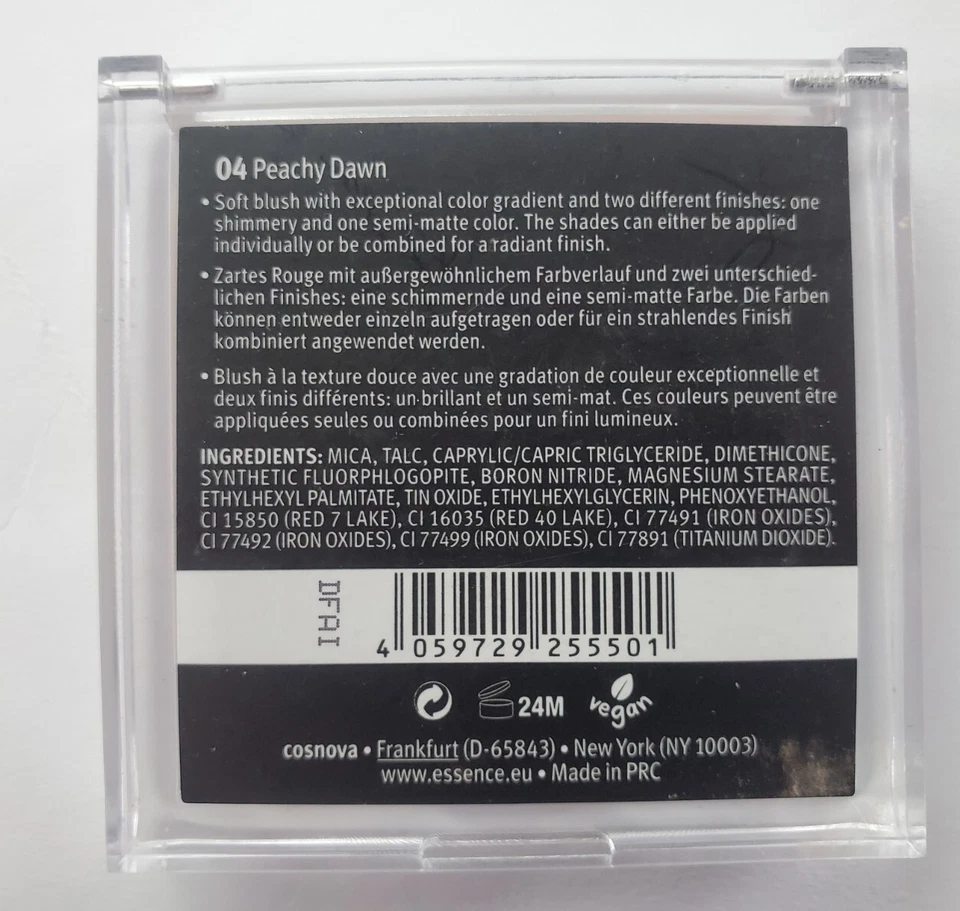 04 Peachy Dawn
• Soft blush with exceptional color gradient and two different finishes: one
shimmery and one semi-matte color. The shades can either be applied
individually or be combined for a radiant finish.
• Zartes Rouge mit außergewöhnlichem Farbverlauf und zwei unterschied-
lichen Finishes: eine schimmernde und eine semi-matte Farbe. Die Farben
können entweder einzeln aufgetragen oder für ein strahlendes Finish
kombiniert angewendet werden.
• Blush à la texture douce avec une gradation de couleur exceptionnelle et
deux finis différents: un brillant et un semi-mat. Ces couleurs peuvent être
appliquées seules ou combinées pour un fini lumineux.
INGREDIENTS: MICA, TALC, CAPRYLIC/CAPRIC TRIGLYCERIDE, DIMETHICONE,
SYNTHETIC FLUORPHLOGOPITE, BORON NITRIDE, MAGNESIUM STEARATE,
ETHYLHEXYL PALMITATE, TIN OXIDE, ETHYLHEXYLGLYCERIN, PHENOXYETHANOL,
CI 15850 (RED 7 LAKE), CI 16035 (RED 40 LAKE), CI 77491 (IRON OXIDES),
CI 77492 (IRON OXIDES), CI 77499 (IRON OXIDES), CI 77891 (TITANIUM DIOXIDE).
DFAI
4 059729 255501
24M
vegan
cosnova • Frankfurt (D-65843) • New York (NY 10003)
www.essence.eu • Made in PRC